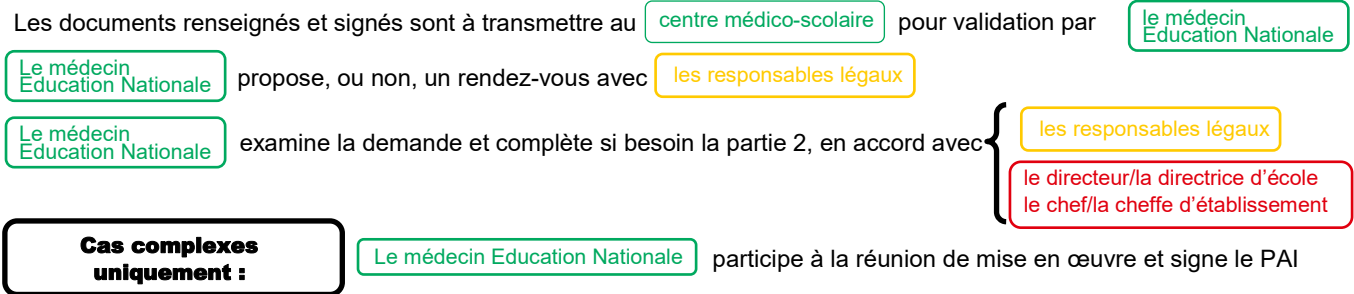 Les documents renseignés et signés sont à transmettre au centre médico-scolaire pour validation par le médecin Education Nationale
Le médecin Education Nationale propose, ou non, un rendez-vous avec les responsables légaux
Le médecin Education Nationale examine la demande et complète si besoin la partie 2, en accord avec les responsables légaux
le directeur/la directrice d'école
le chef/la cheffe d'établissement
Cas complexes
uniquement :
Le médecin Education Nationale participe à la réunion de mise en œuvre et signe le PAI